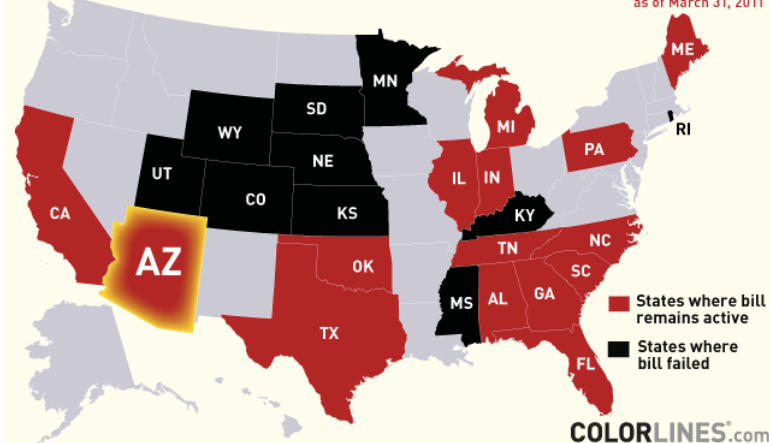 as of March 31, 2011
ME
MN
SD
WY
MI
RI
PA
NE
UT
IL
IN
CO
KS
KY
CA
AZ
NC
TN
OK
SC
MS
AL
GA
States where bill
remains active
TX
States where
bill failed
FL
COLORLINES.com